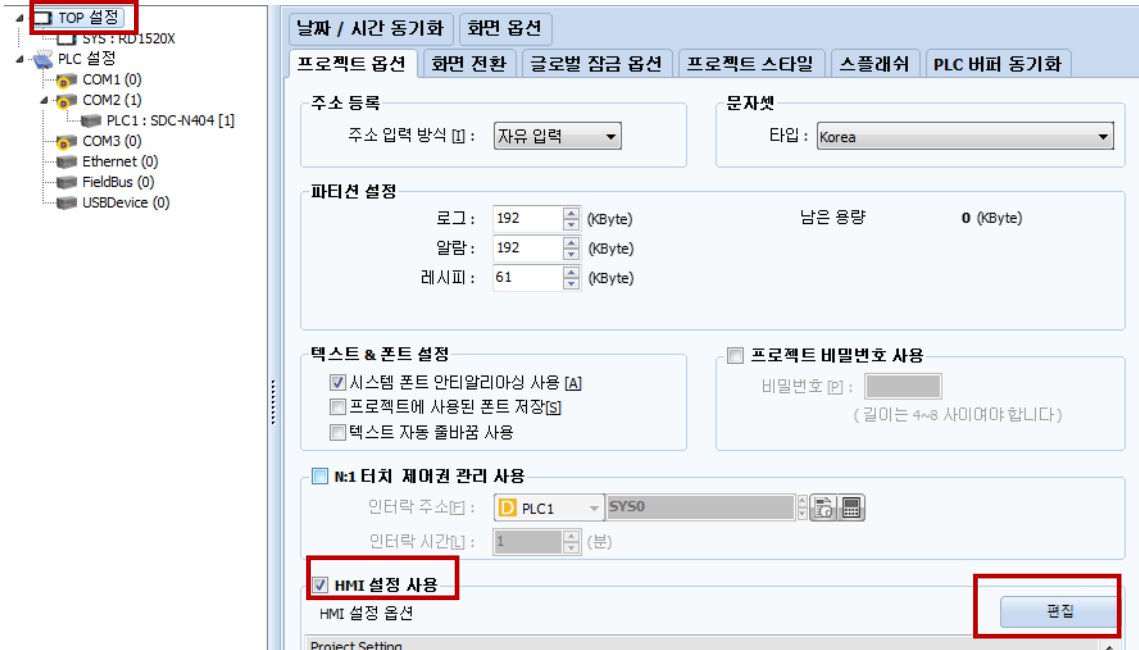 TOP 설정
SYS : RD1520X
PLC 설정
COM1 (0)
COM2 (1)
PLC1 : SDC-N404 [1]
COM3 (0)
Ethernet (0)
FieldBus (0)
USBDevice (0)
날짜 / 시간 동기화 화면 옵션
프로젝트 옵션 화면 전환 글로벌 잠금 옵션 프로젝트 스타일 스플래쉬 PLC 버퍼 동기화
주소 등록
주소 입력 방식 [I] : 자유 입력
문자셋
타입 : Korea
파티션 설정
로그 : 192 (KByte) 남은 용량 0 (KByte)
알람 : 192 (KByte)
레시피 : 61 (KByte)
텍스트 & 폰트 설정
시스템 폰트 안티알리아싱 사용 [A]
프로젝트에 사용된 폰트 저장[S]
텍스트 자동 줄바꿈 사용
프로젝트 비밀번호 사용
비밀번호 [P] :
( 길이는 4~8 사이여야 합니다 )
N:1 터치 제어권 관리 사용
인터락 주소[F] : D PLC1 SYS0
인터락 시간[L] : 1 (분)
HMI 설정 사용
HMI 설정 옵션 편집
Project Setting